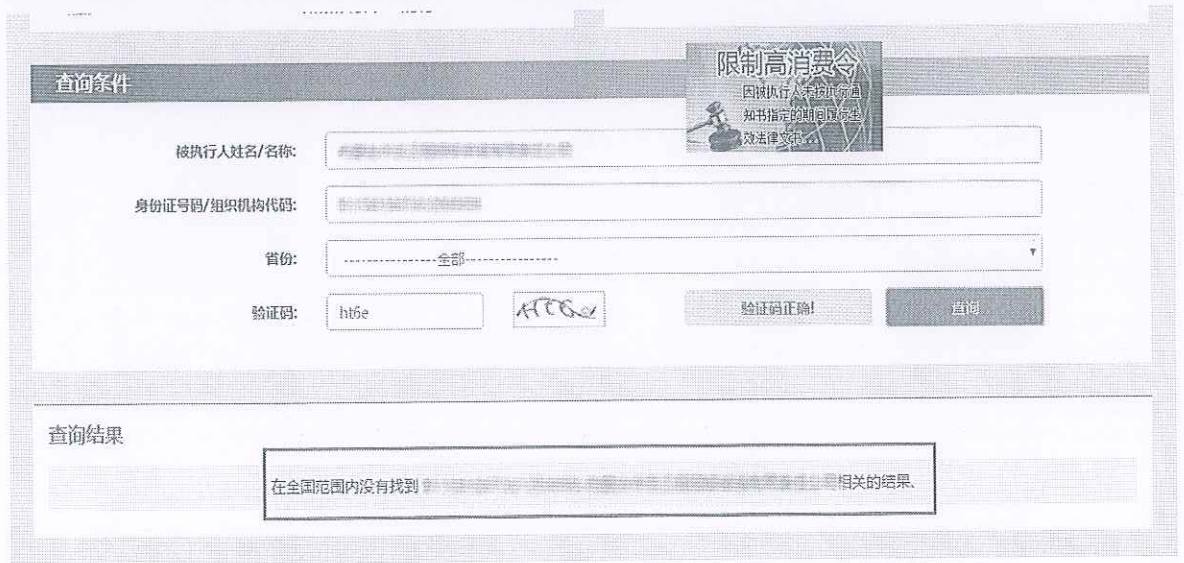 查询条件
限制高消费令
因被执行人未按执行通
知书指定的期间履行生
效法律文书...
被执行人姓名/名称:
身份证号码/组织机构代码:
省份:
-----------------全部-----------------
验证码:
ht6e
验证码正确!
查询
查询结果
在全国范围内没有找到
相关的结果、